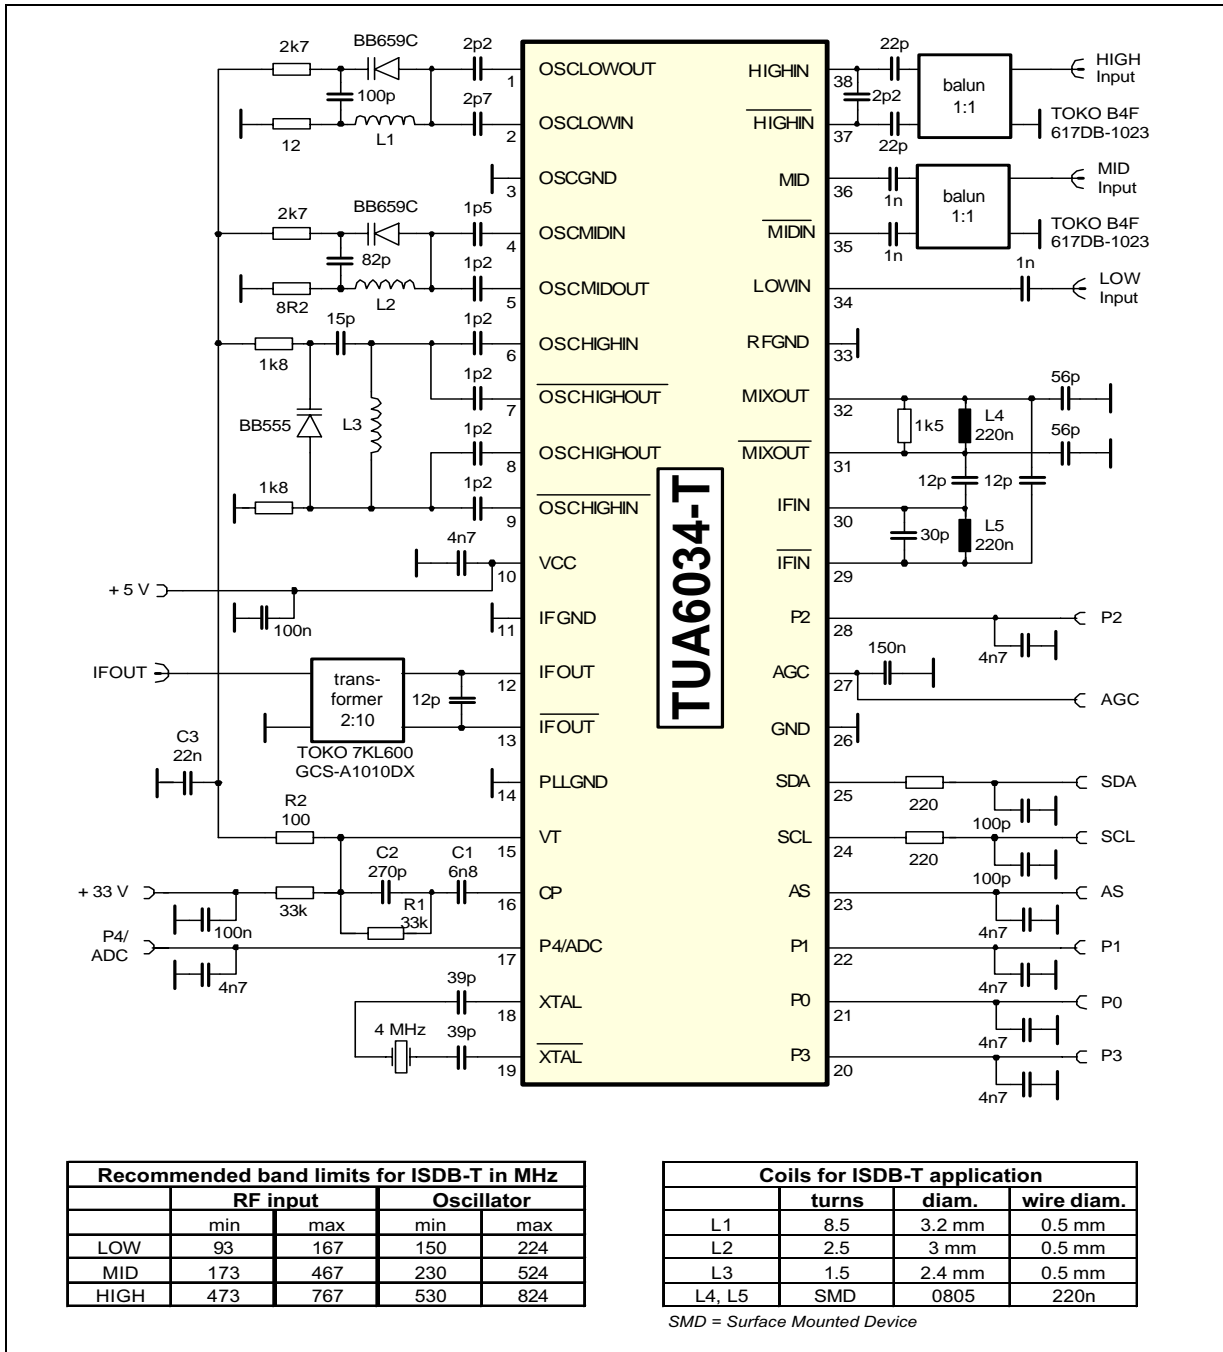 2k7
BB659C
2p2
1
OSCLOWOUT
100p
2p7
2
OSCLOWIN
12
L1
3
OSCGND
2k7
BB659C
1p5
4
OSCMIDIN
82p
1p2
5
OSCMIDOUT
8R2
L2
15p
1p2
6
OSCHIGHIN
1k8
1p2
7
OSCHIGHOUT
BB555
L3
1p2
8
OSCHIGHOUT
1k8
1p2
9
OSCHIGHIN
4n7
10
VCC
+ 5 V
100n
11
IFGND
IFOUT
trans-
former
2:10
12
IFOUT
12p
13
IFOUT
TOKO 7KL600
GCS-A1010DX
C3
22n
14
PLLGND
R2
100
15
VT
C2
270p
C1
6n8
+ 33 V
33k
16
CP
R1
33k
100n
P4/
ADC
17
P4/ADC
4n7
39p
18
XTAL
4 MHz
39p
19
XTAL
TUA6034-T
HIGHIN
38
22p
balun
1:1
HIGH
Input
2p2
HIGHIN
37
22p
TOKO B4F
617DB-1023
MID
36
1n
balun
1:1
MID
Input
MIDIN
35
1n
TOKO B4F
617DB-1023
LOWIN
34
1n
LOW
Input
RFGND
33
MIXOUT
32
56p
1k5
L4
220n
MIXOUT
31
56p
12p
12p
IFIN
30
30p
L5
220n
IFIN
29
P2
28
4n7
P2
AGC
27
150n
AGC
GND
26
SDA
25
220
100p
SDA
SCL
24
220
100p
SCL
AS
23
4n7
AS
P1
22
4n7
P1
P0
21
4n7
P0
P3
20
4n7
P3
Recommended band limits for ISDB-T in MHz
RF input Oscillator
min max min max
LOW 93 167 150 224
MID 173 467 230 524
HIGH 473 767 530 824
Coils for ISDB-T application
turns diam. wire diam.
L1 8.5 3.2 mm 0.5 mm
L2 2.5 3 mm 0.5 mm
L3 1.5 2.4 mm 0.5 mm
L4, L5 SMD 0805 220n
SMD = Surface Mounted Device